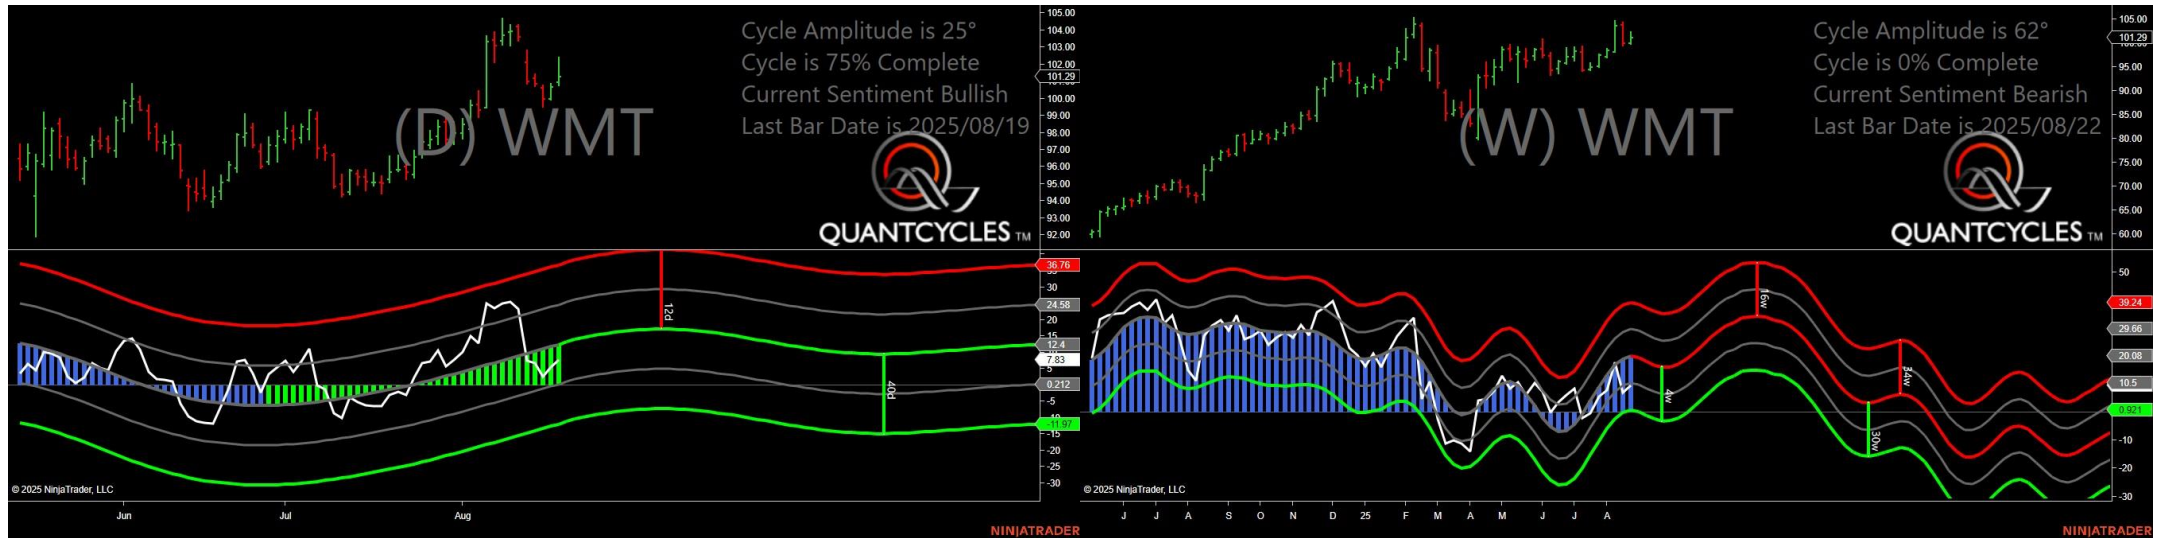 Cycle Amplitude is 25°
Cycle is 75% Complete
Current Sentiment Bullish
Last Bar Date is 2025/08/19
(D) WMT
QUANTCYCLES TM
105.00
104.00
103.00
102.00
101.29
100.00
99.00
98.00
97.00
96.00
95.00
94.00
93.00
92.00
36.76
30
24.58
20
15
12.4
7.83
5
0.212
-5
-10
-11.97
-15
-20
-25
-30
12d
40d
© 2025 NinjaTrader, LLC
Jun
Jul
Aug
NINJATRADER
Cycle Amplitude is 62°
Cycle is 0% Complete
Current Sentiment Bearish
Last Bar Date is 2025/08/22
(W) WMT
QUANTCYCLES TM
105.00
101.29
95.00
90.00
85.00
80.00
75.00
70.00
65.00
60.00
50
39.24
29.66
20.08
10.5
0.921
-10
-20
-30
16w
4w
34w
30w
© 2025 NinjaTrader, LLC
J
J
A
S
O
N
D
25
F
M
A
M
J
J
A
NINJATRADER